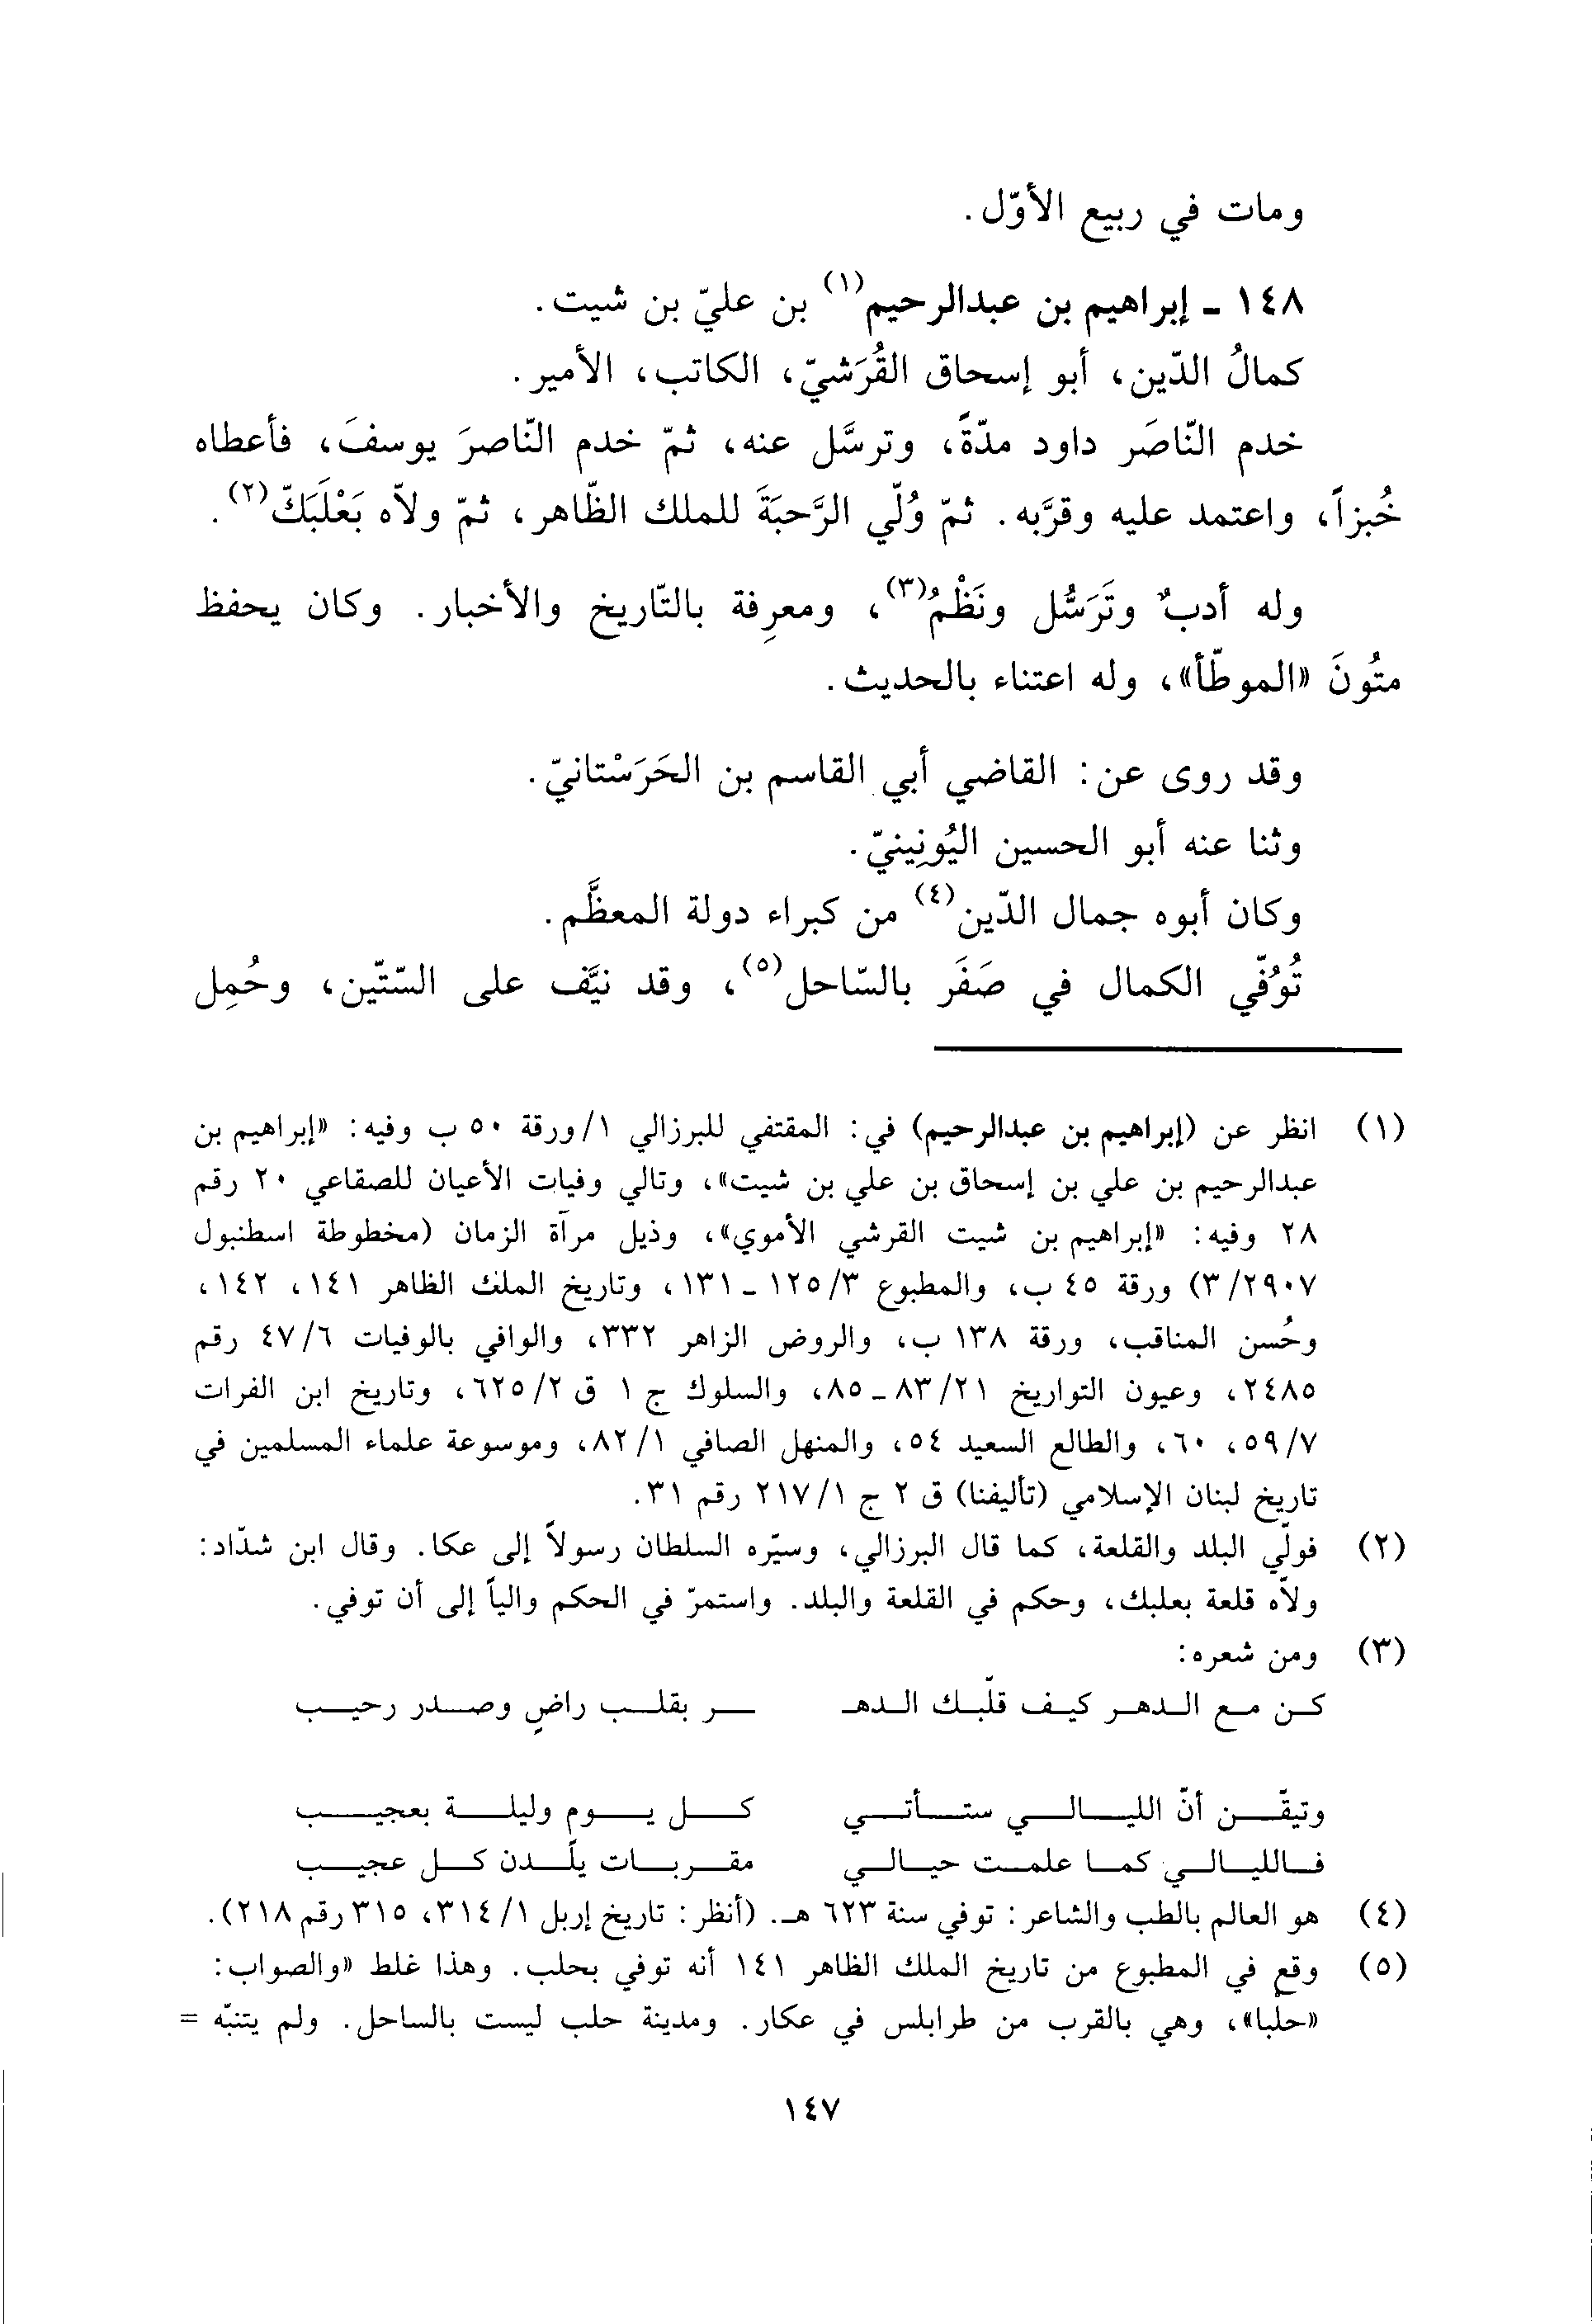 ومات في ربيع الأوّل.
١٤٨ ـ إبراهيم بن عبدالرحيم(١) بن عليّ بن شيت.
كمالُ الدّين، أبو إسحاق القُرَشيّ، الكاتب، الأمير.
خدم النّاصَر داود مدّةً، وترسَّل عنه، ثمّ خدم النّاصرَ يوسفَ، فأعطاه
خُبزاً، واعتمد عليه وقرَّبه. ثمّ وُلّي الرَّحبَةَ للملك الظّاهر، ثمّ ولاّه بَعْلَبَكّ(٢).
وله أدبٌ وتَرَسُّل ونَظْمُ(٣)، ومعرِفة بالتّاريخ والأخبار. وكان يحفظ
متُونَ «الموطّأ»، وله اعتناء بالحديث.
وقد روى عن: القاضي أبي القاسم بن الحَرَسْتانيّ.
وثنا عنه أبو الحسين اليُونِينيّ.
وكان أبوه جمال الدّين(٤) من كبراء دولة المعظَّم.
تُوُفّي الكمال في صَفَر بالسّاحل(٥)، وقد نيَّف على السّتّين، وحُمِل
(١) انظر عن (إبراهيم بن عبدالرحيم) في: المقتفي للبرزالي ١/ورقة ٥٠ ب وفيه: «إبراهيم بن
عبدالرحيم بن علي بن إسحاق بن علي بن شيت»، وتالي وفيات الأعيان للصقاعي ٢٠ رقم
٢٨ وفيه: «إبراهيم بن شيت القرشي الأموي»، وذيل مرآة الزمان (مخطوطة اسطنبول
٣/٢٩٠٧) ورقة ٤٥ ب، والمطبوع ٣/١٢٥ ـ ١٣١، وتاريخ الملك الظاهر ١٤١، ١٤٢،
وحُسن المناقب، ورقة ١٣٨ ب، والروض الزاهر ٣٣٢، والوافي بالوفيات ٤٧/٦ رقم
٢٤٨٥، وعيون التواريخ ٢١/ ٨٣ ـ ٨٥، والسلوك ج ١ ق ٢/ ٦٢٥، وتاريخ ابن الفرات
٧/ ٥٩، ٦٠، والطالع السعيد ٥٤، والمنهل الصافي ١/ ٨٢، وموسوعة علماء المسلمين في
تاريخ لبنان الإسلامي (تأليفنا) ق ٢ ج ١/ ٢١٧ رقم ٣١.
(٢) فولّي البلد والقلعة، كما قال البرزالي، وسيّره السلطان رسولاً إلى عكا. وقال ابن شدّاد:
ولاّه قلعة بعلبك، وحكم في القلعة والبلد. واستمرّ في الحكم والياً إلى أن توفي.
(٣) ومن شعره:
كن مع الدهر كيف قلّبك الدهـ ـر بقلب راضٍ وصدر رحيب
وتيقّن أنّ الليالي ستأتي كل يوم وليلة بعجيب
فالليالي كما علمت حيالي مقربات يلَدن كل عجيب
(٤) هو العالم بالطب والشاعر: توفي سنة ٦٢٣ هـ. (أنظر: تاريخ إربل ١/ ٣١٤، ٣١٥ رقم ٢١٨).
(٥) وقع في المطبوع من تاريخ الملك الظاهر ١٤١ أنه توفي بحلب. وهذا غلط «والصواب:
«حلبا»، وهي بالقرب من طرابلس في عكار. ومدينة حلب ليست بالساحل. ولم يتنبّه =
١٤٧